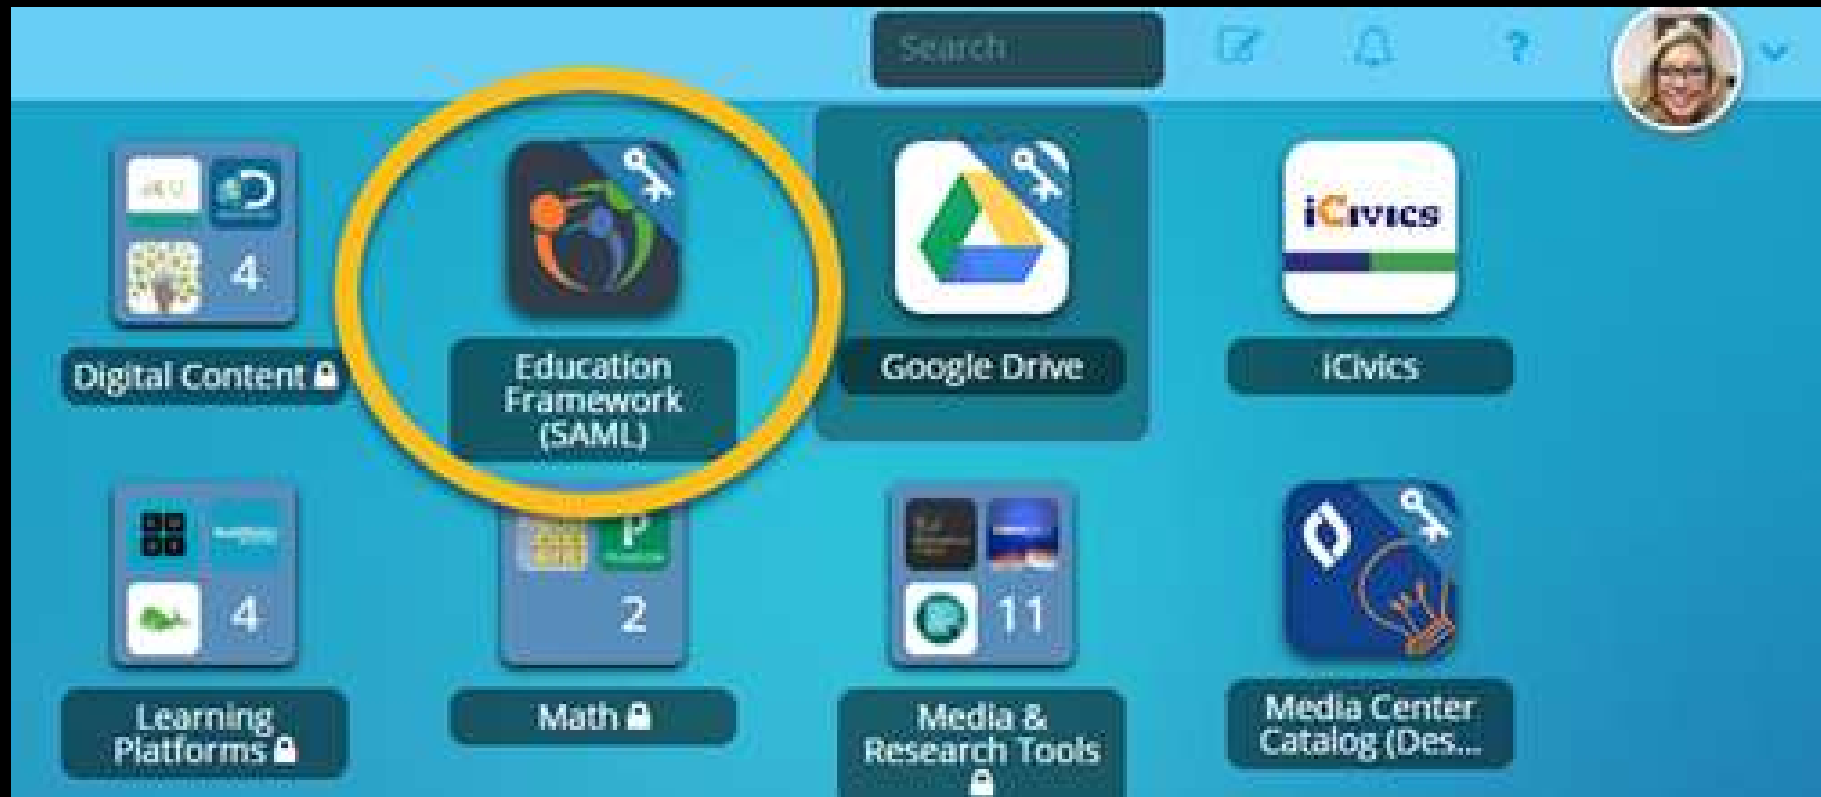 Search
?
iCivics
4
Digital Content
Education
Framework
(SAML)
Google Drive
iCivics
4
2
11
Learning
Platforms
Math
Media &
Research Tools
Media Center
Catalog (Des...